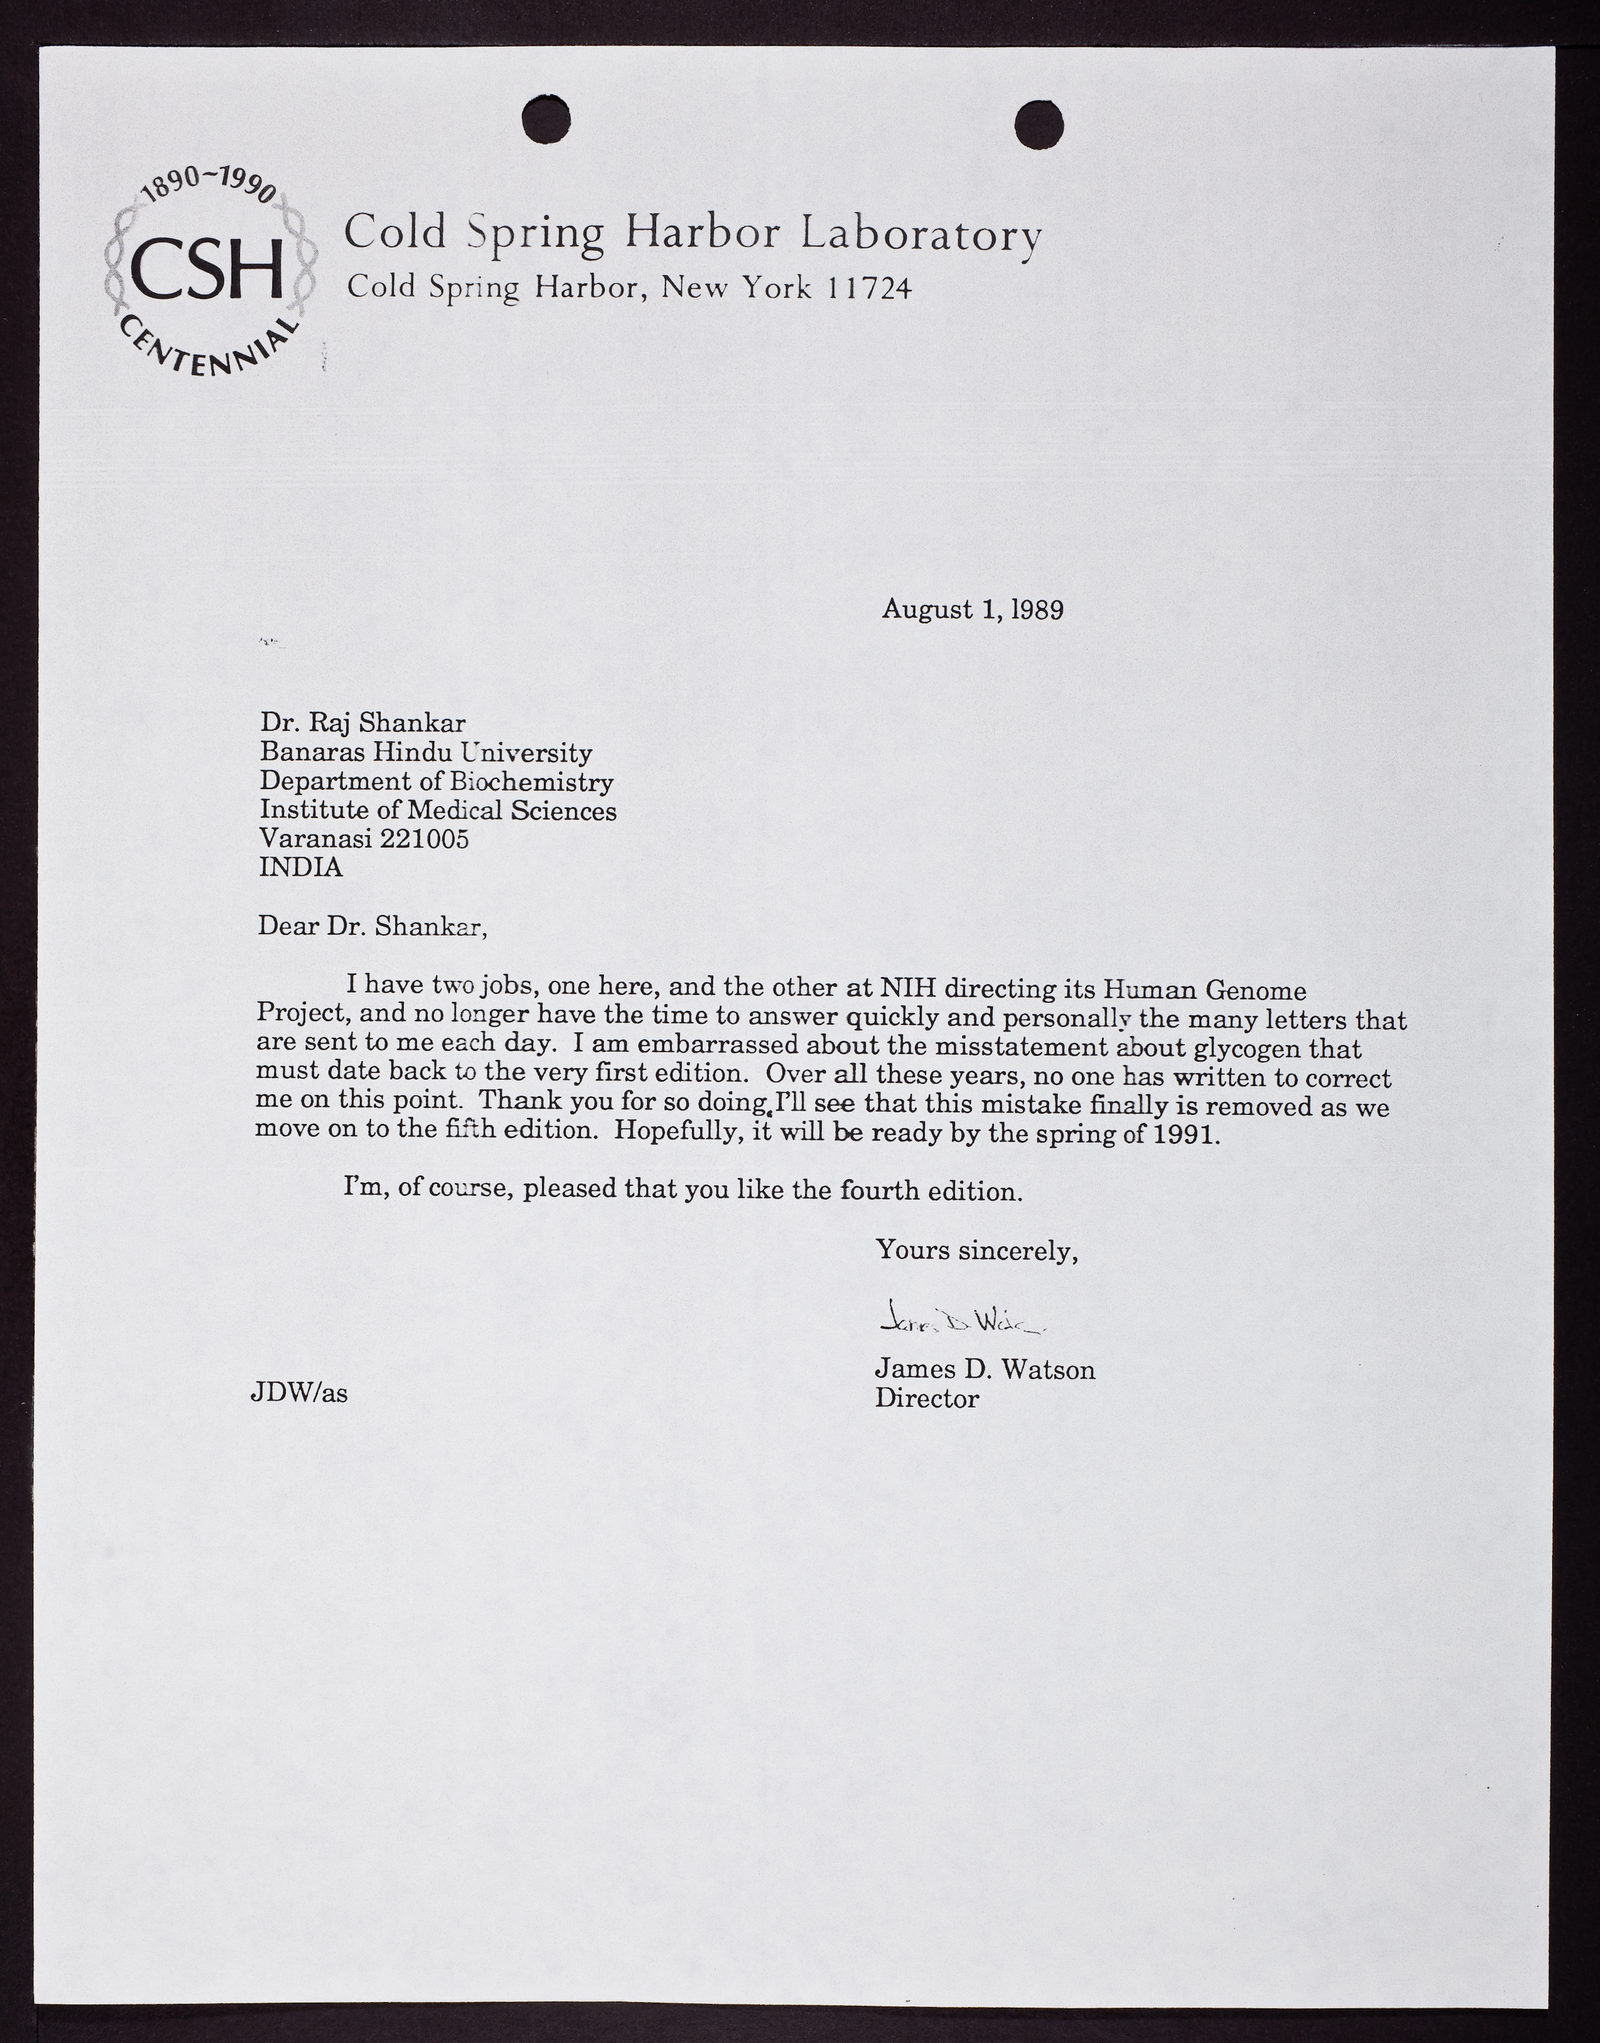 1890~1990
CSH
CENTENNIAL
Cold Spring Harbor Laboratory
Cold Spring Harbor, New York 11724
August 1, 1989
Dr. Raj Shankar
Banaras Hindu University
Department of Biochemistry
Institute of Medical Sciences
Varanasi 221005
INDIA
Dear Dr. Shankar,
I have two jobs, one here, and the other at NIH directing its Human Genome
Project, and no longer have the time to answer quickly and personally the many letters that
are sent to me each day. I am embarrassed about the misstatement about glycogen that
must date back to the very first edition. Over all these years, no one has written to correct
me on this point. Thank you for so doing. I'll see that this mistake finally is removed as we
move on to the fifth edition. Hopefully, it will be ready by the spring of 1991.
I'm, of course, pleased that you like the fourth edition.
Yours sincerely,
James D. Watson
James D. Watson
Director
JDW/as